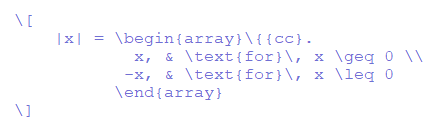 \[
|x| = \begin{array}\{{cc}.
x, & \text{for}\, x \geq 0 \\
-x, & \text{for}\, x \leq 0
\end{array}
\]